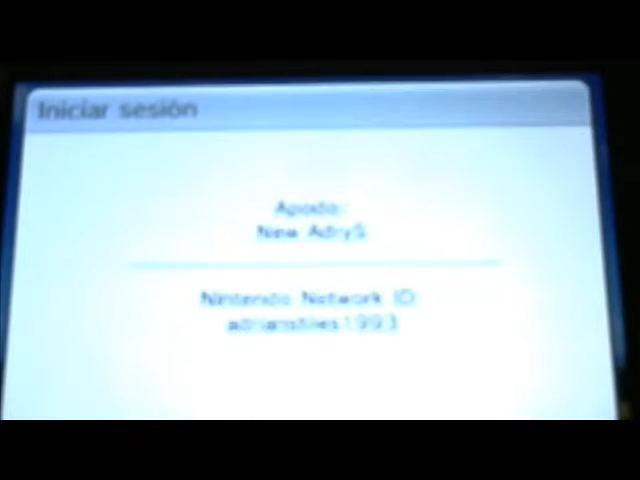 Iniciar sesión
Apodo:
New AdryS
Nintendo Network ID:
adrianstiles1993